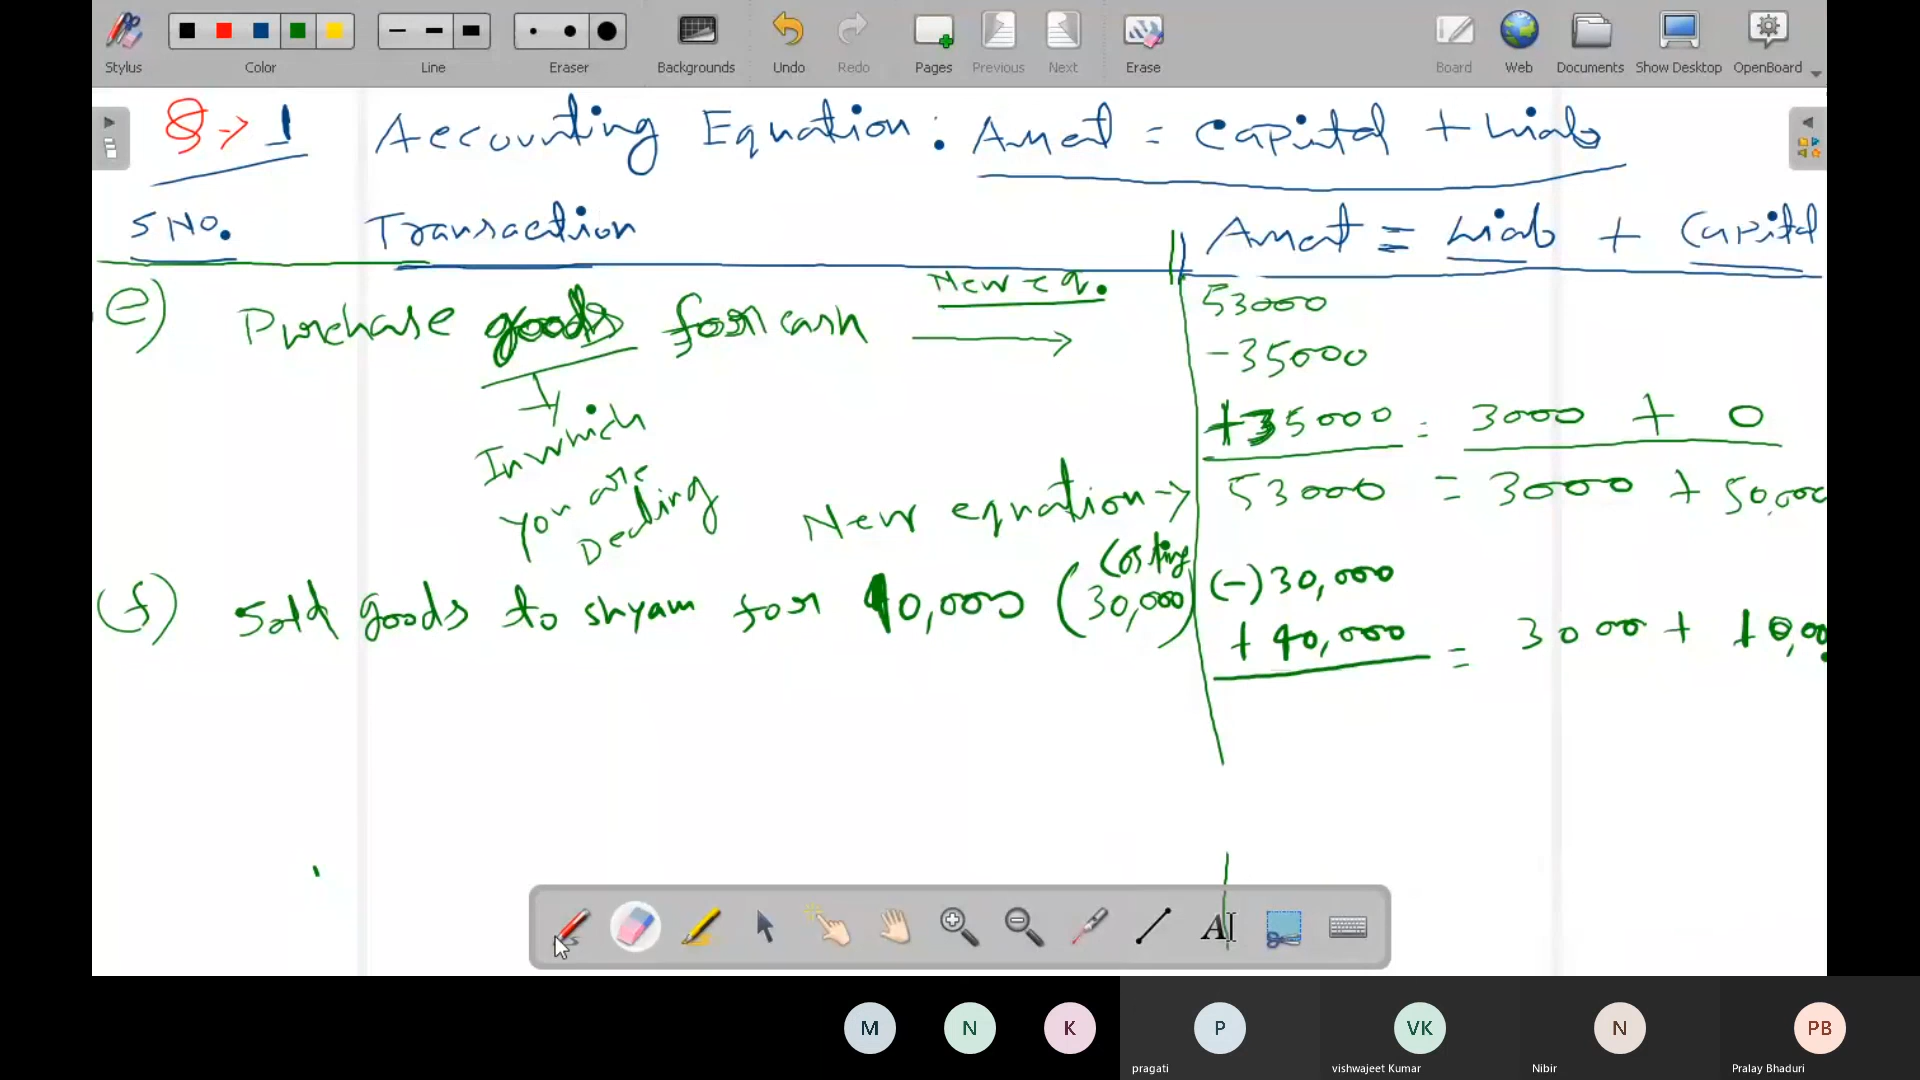 Stylus
Color
Line
Eraser
Backgrounds
Undo
Redo
Pages
Previous
Next
Erase
Board
Web
Documents
Show Desktop
OpenBoard
Q → 1 Accounting Equation : Asset = Capital + Liab
S No. Transaction Asset = Liab + Capital
e) Purchase goods for cash New eq. → 53000
-35000
+35000 = 3000 + 0
In which
you are
Dealing
New equation → 53000 = 3000 + 50,000
(f) Sold goods to Shyam for 40,000 (Costing 30,000) (-) 30,000
+ 40,000 = 3000 + 10,00
M
N
K
P
VK
N
PB
pragati
vishwajeet Kumar
Nibir
Pralay Bhaduri